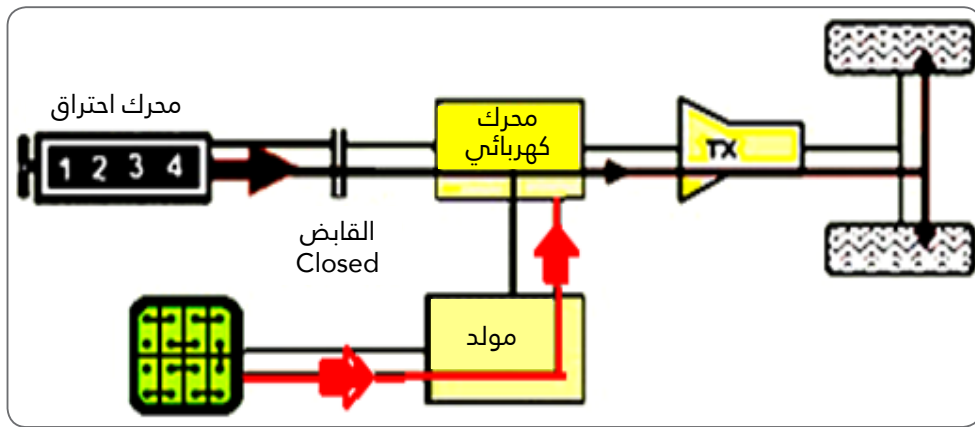 محرك احتراق
1 2 3 4
محرك
كهربائي
TX
القابض
Closed
مولد